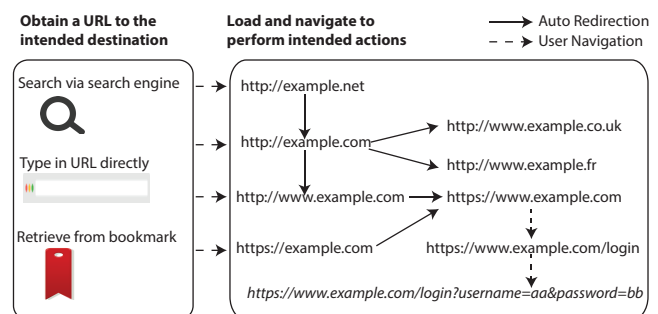 Obtain a URL to the
intended destination
Load and navigate to
perform intended actions
Auto Redirection
User Navigation
Search via search engine
Type in URL directly
Retrieve from bookmark
http://example.net
http://example.com
http://www.example.co.uk
http://www.example.fr
http://www.example.com
https://www.example.com
https://example.com
https://www.example.com/login
https://www.example.com/login?username=aa&password=bb